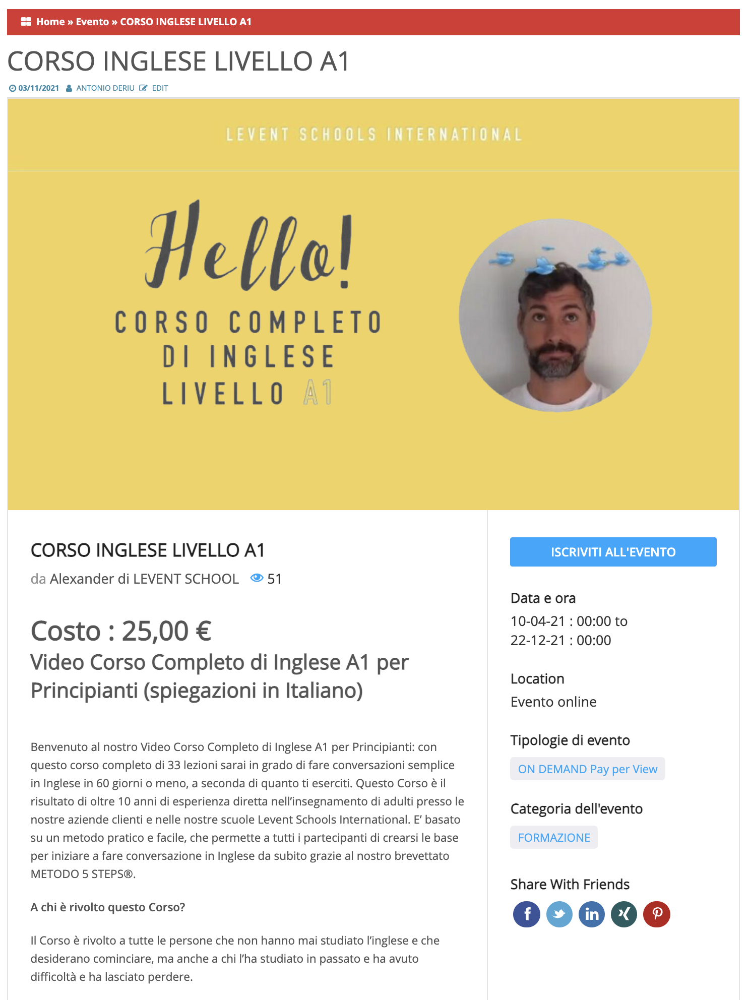 Home » Evento » CORSO INGLESE LIVELLO A1
CORSO INGLESE LIVELLO A1
03/11/2021 ANTONIO DERIU EDIT
LEVENT SCHOOLS INTERNATIONAL
Hello!
CORSO COMPLETO
DI INGLESE
LIVELLO A1
CORSO INGLESE LIVELLO A1
da Alexander di LEVENT SCHOOL 51
Costo : 25,00 €
Video Corso Completo di Inglese A1 per
Principianti (spiegazioni in Italiano)
Benvenuto al nostro Video Corso Completo di Inglese A1 per Principianti: con
questo corso completo di 33 lezioni sarai in grado di fare conversazioni semplice
in Inglese in 60 giorni o meno, a seconda di quanto ti eserciti. Questo Corso è il
risultato di oltre 10 anni di esperienza diretta nell’insegnamento di adulti presso le
nostre aziende clienti e nelle nostre scuole Levent Schools International. E’ basato
su un metodo pratico e facile, che permette a tutti i partecipanti di crearsi le base
per iniziare a fare conversazione in Inglese da subito grazie al nostro brevettato
METODO 5 STEPS®.
A chi è rivolto questo Corso?
Il Corso è rivolto a tutte le persone che non hanno mai studiato l’inglese e che
desiderano cominciare, ma anche a chi l’ha studiato in passato e ha avuto
difficoltà e ha lasciato perdere.
ISCRIVITI ALL'EVENTO
Data e ora
10-04-21 : 00:00 to
22-12-21 : 00:00
Location
Evento online
Tipologie di evento
ON DEMAND Pay per View
Categoria dell'evento
FORMAZIONE
Share With Friends